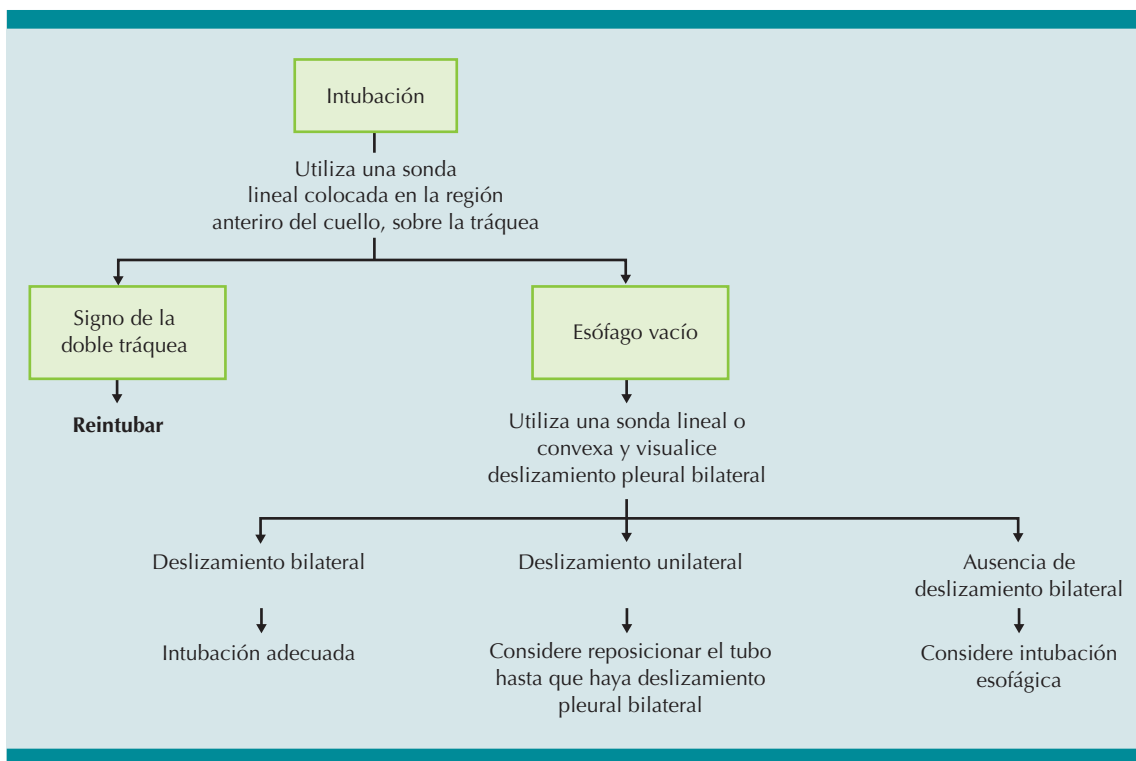 Intubación
Utiliza una sonda
lineal colocada en la región
anteriro del cuello, sobre la tráquea
Signo de la
doble tráquea
Esófago vacío
Reintubar
Utiliza una sonda lineal o
convexa y visualice
deslizamiento pleural bilateral
Deslizamiento bilateral
Deslizamiento unilateral
Ausencia de
deslizamiento bilateral
Intubación adecuada
Considere reposicionar el tubo
hasta que haya deslizamiento
pleural bilateral
Considere intubación
esofágica